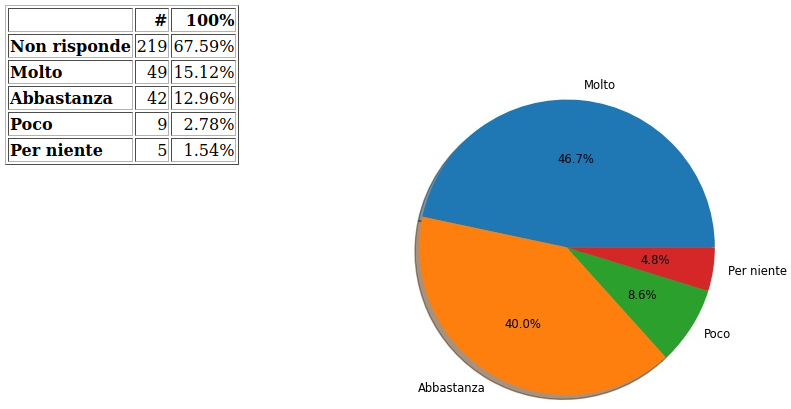 # 100%
Non risponde 219 67.59%
Molto 49 15.12%
Abbastanza 42 12.96%
Poco 9 2.78%
Per niente 5 1.54%
Molto
46.7%
4.8%
Per niente
8.6%
40.0%
Poco
Abbastanza